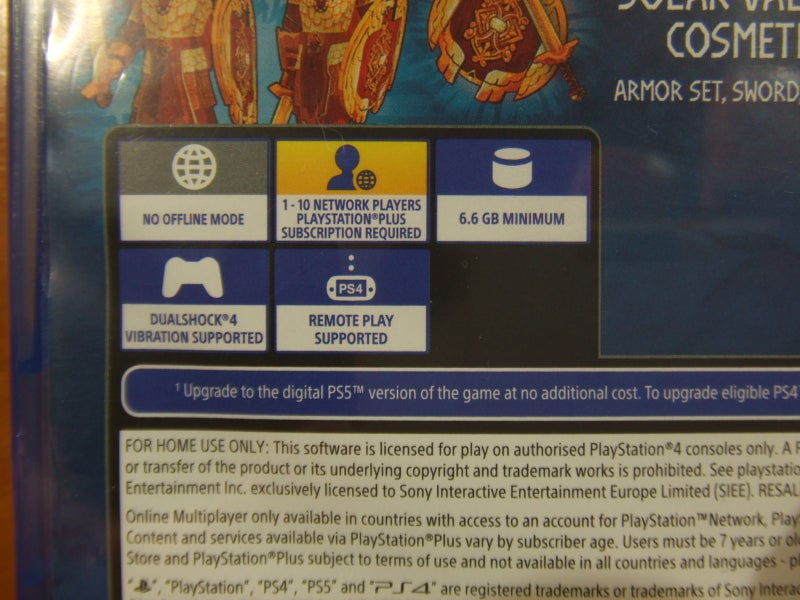 COSMETI
ARMOR SET, SWORD
NO OFFLINE MODE
1 - 10 NETWORK PLAYERS
PLAYSTATION®PLUS
SUBSCRIPTION REQUIRED
6.6 GB MINIMUM
DUALSHOCK®4
VIBRATION SUPPORTED
PS4
REMOTE PLAY
SUPPORTED
¹ Upgrade to the digital PS5™ version of the game at no additional cost. To upgrade eligible PS4
FOR HOME USE ONLY: This software is licensed for play on authorised PlayStation®4 consoles only. A
or transfer of the product or its underlying copyright and trademark works is prohibited. See playstatio
Entertainment Inc. exclusively licensed to Sony Interactive Entertainment Europe Limited (SIEE). RESAL
Online Multiplayer only available in countries with access to an account for PlayStation™Network, Play
Content and services available via PlayStation®Plus vary by subscriber age. Users must be 7 years or ol
Store and PlayStation®Plus subject to terms of use and not available in all countries and languages - p
" ", "PlayStation", "PS4", "PS5" and "PS4" are registered trademarks or trademarks of Sony Intera